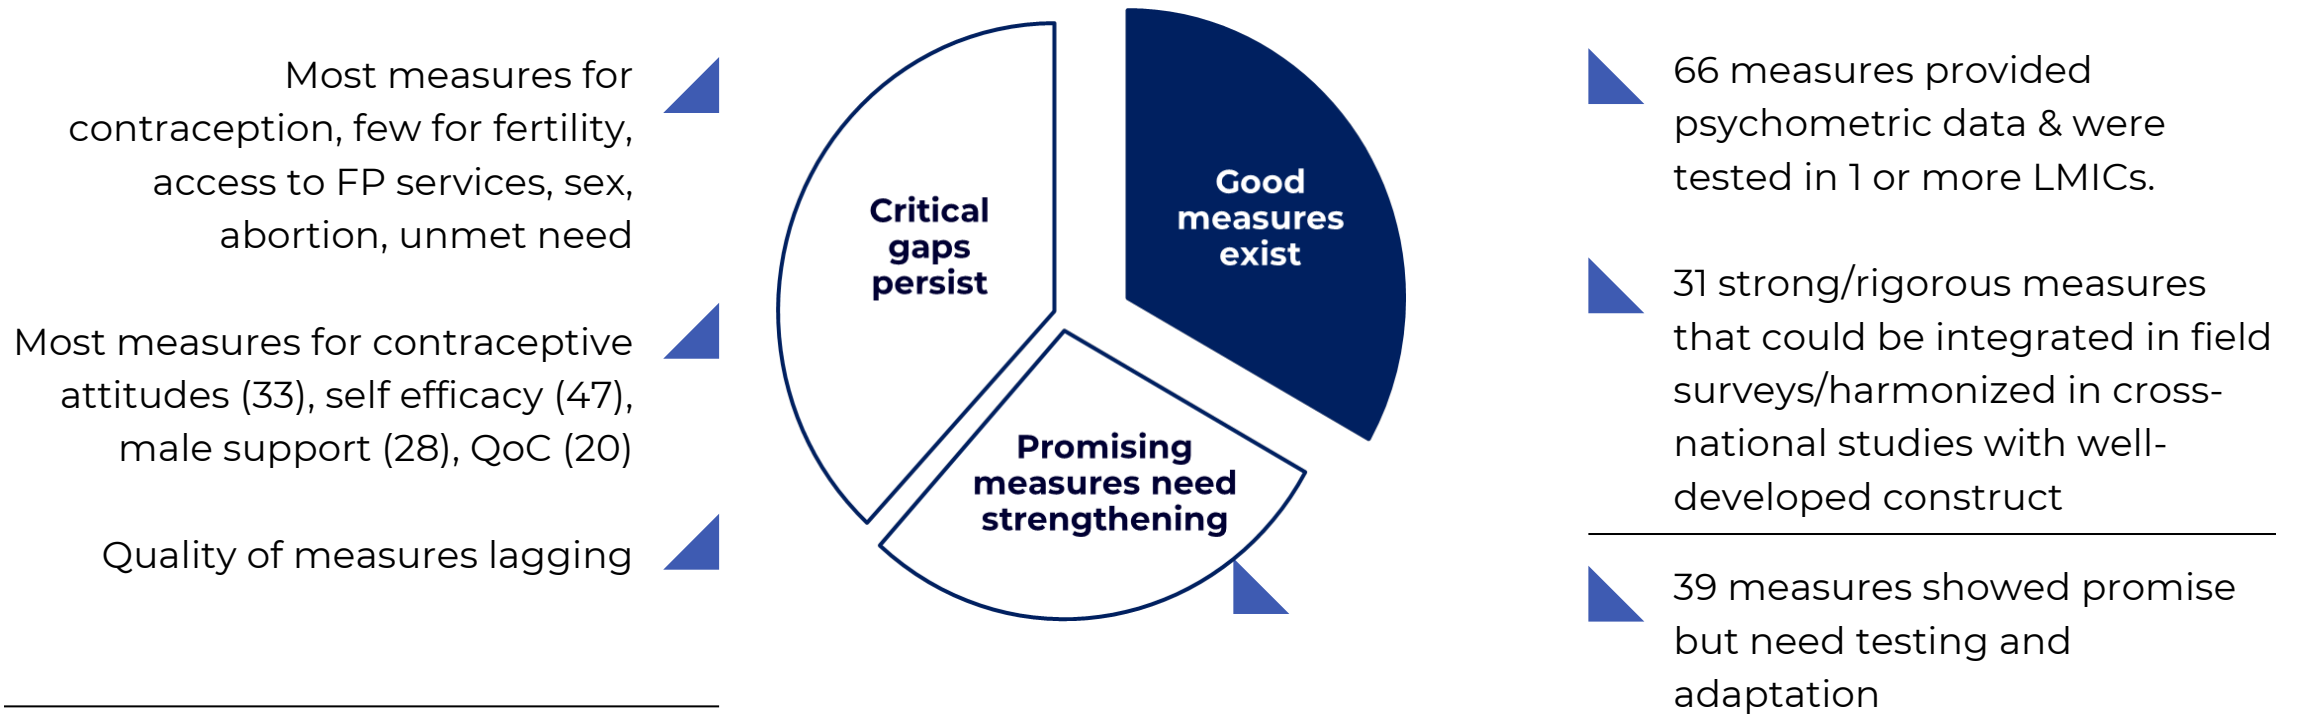 Most measures for
contraception, few for fertility,
access to FP services, sex,
abortion, unmet need
Most measures for contraceptive
attitudes (33), self efficacy (47),
male support (28), QoC (20)
Quality of measures lagging
Critical
gaps
persist
Good
measures
exist
Promising
measures need
strengthening
66 measures provided
psychometric data & were
tested in 1 or more LMICs.
31 strong/rigorous measures
that could be integrated in field
surveys/harmonized in cross-
national studies with well-
developed construct
39 measures showed promise
but need testing and
adaptation